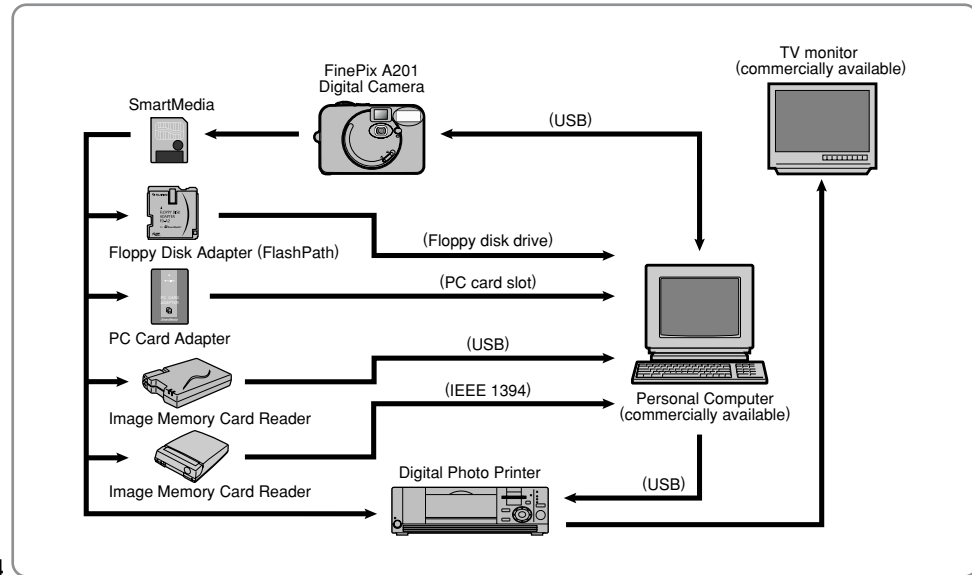 TV monitor
(commercially available)
FinePix A201
Digital Camera
SmartMedia
(USB)
Floppy Disk Adapter (FlashPath)
(Floppy disk drive)
(PC card slot)
PC Card Adapter
(USB)
Image Memory Card Reader
(IEEE 1394)
Personal Computer
(commercially available)
Image Memory Card Reader
Digital Photo Printer
(USB)